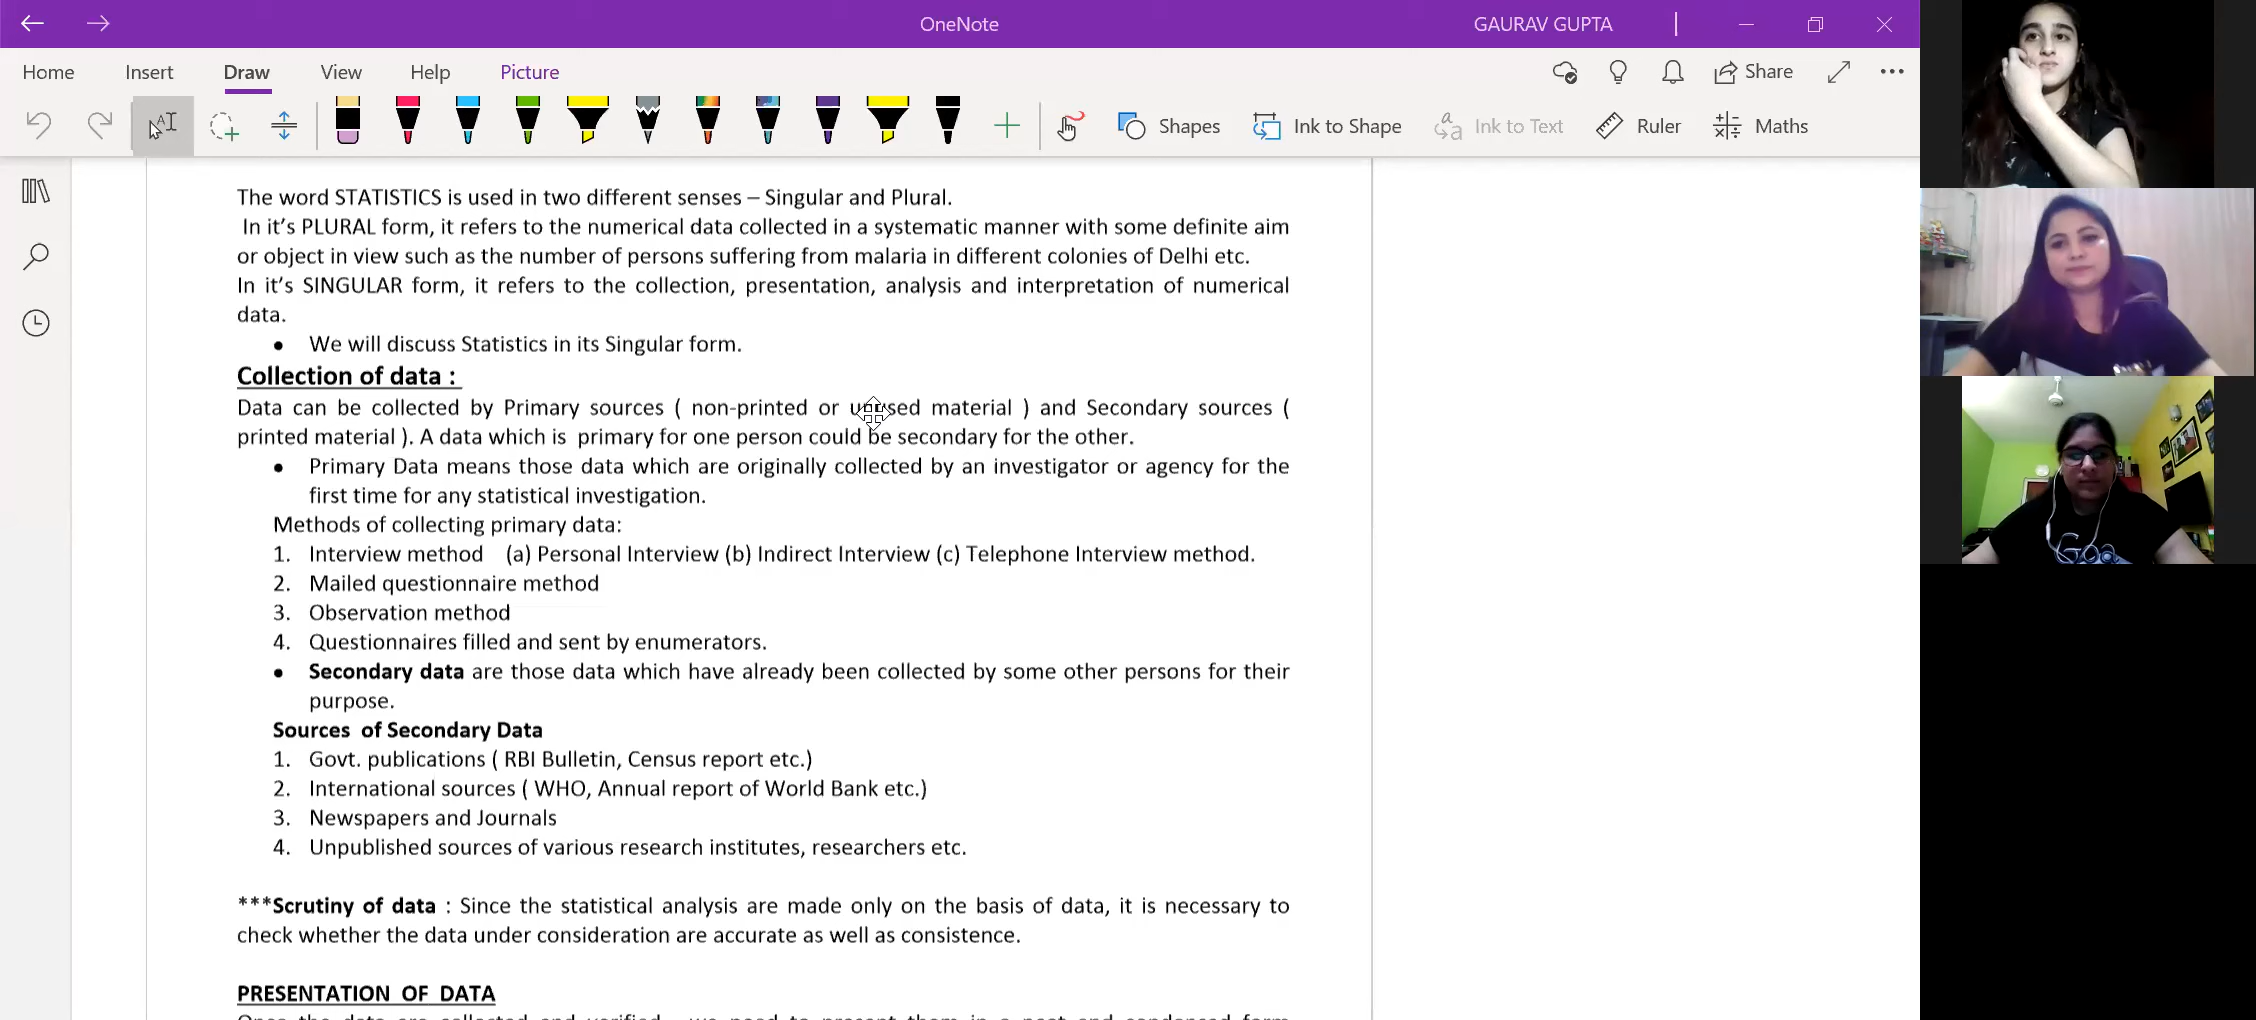 OneNote
GAURAV GUPTA
Home Insert Draw View Help Picture
Share
Shapes Ink to Shape Ink to Text Ruler Maths
The word STATISTICS is used in two different senses – Singular and Plural.
In it's PLURAL form, it refers to the numerical data collected in a systematic manner with some definite aim
or object in view such as the number of persons suffering from malaria in different colonies of Delhi etc.
In it's SINGULAR form, it refers to the collection, presentation, analysis and interpretation of numerical
data.
• We will discuss Statistics in its Singular form.
Collection of data :
Data can be collected by Primary sources ( non-printed or unused material ) and Secondary sources (
printed material ). A data which is primary for one person could be secondary for the other.
• Primary Data means those data which are originally collected by an investigator or agency for the
first time for any statistical investigation.
Methods of collecting primary data:
1. Interview method (a) Personal Interview (b) Indirect Interview (c) Telephone Interview method.
2. Mailed questionnaire method
3. Observation method
4. Questionnaires filled and sent by enumerators.
• Secondary data are those data which have already been collected by some other persons for their
purpose.
Sources of Secondary Data
1. Govt. publications ( RBI Bulletin, Census report etc.)
2. International sources ( WHO, Annual report of World Bank etc.)
3. Newspapers and Journals
4. Unpublished sources of various research institutes, researchers etc.
***Scrutiny of data : Since the statistical analysis are made only on the basis of data, it is necessary to
check whether the data under consideration are accurate as well as consistence.
PRESENTATION OF DATA
Once the data are collected and verified
Goa